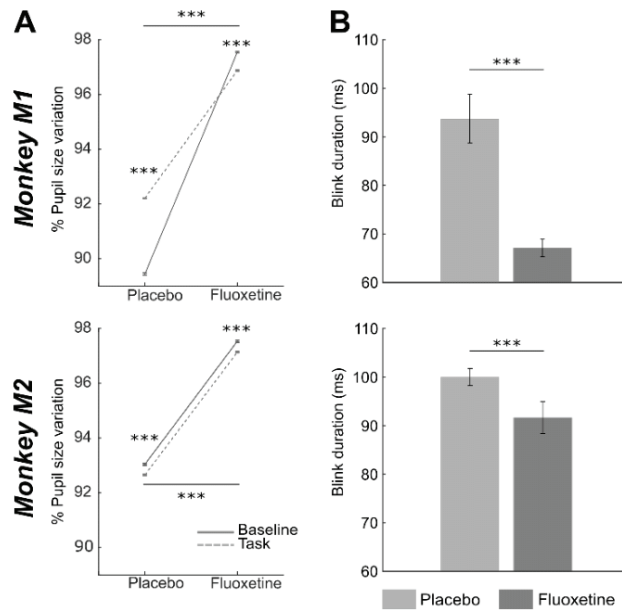 A
B
Monkey M1
% Pupil size variation
98
96
94
92
90
***
***
***
Placebo
Fluoxetine
Blink duration (ms)
110
100
90
80
70
60
***
Monkey M2
% Pupil size variation
98
96
94
92
90
***
***
***
Baseline
Task
Placebo
Fluoxetine
Blink duration (ms)
110
100
90
80
70
60
***
Placebo
Fluoxetine